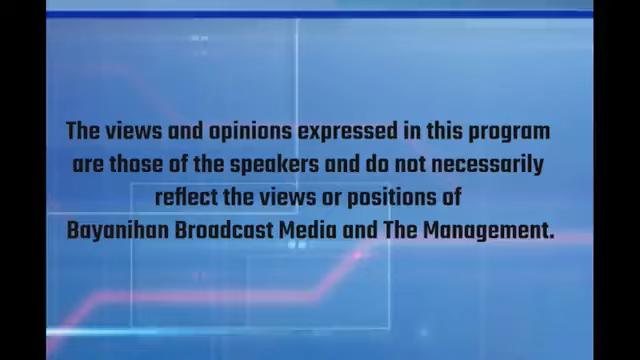 The views and opinions expressed in this program
are those of the speakers and do not necessarily
reflect the views or positions of
Bayanihan Broadcast Media and The Management.